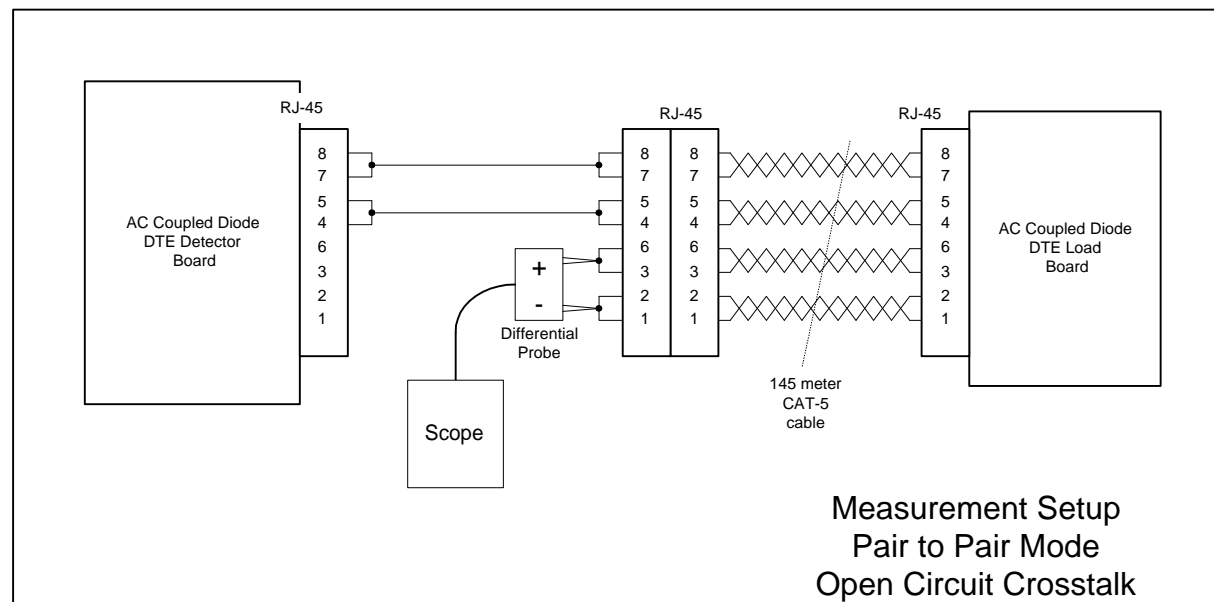 RJ-45
AC Coupled Diode
DTE Detector
Board
8
7
5
4
6
3
2
1
+
-
Differential
Probe
Scope
RJ-45
8
7
5
4
6
3
2
1
8
7
5
4
6
3
2
1
145 meter
CAT-5
cable
RJ-45
8
7
5
4
6
3
2
1
AC Coupled Diode
DTE Load
Board
Measurement Setup
Pair to Pair Mode
Open Circuit Crosstalk